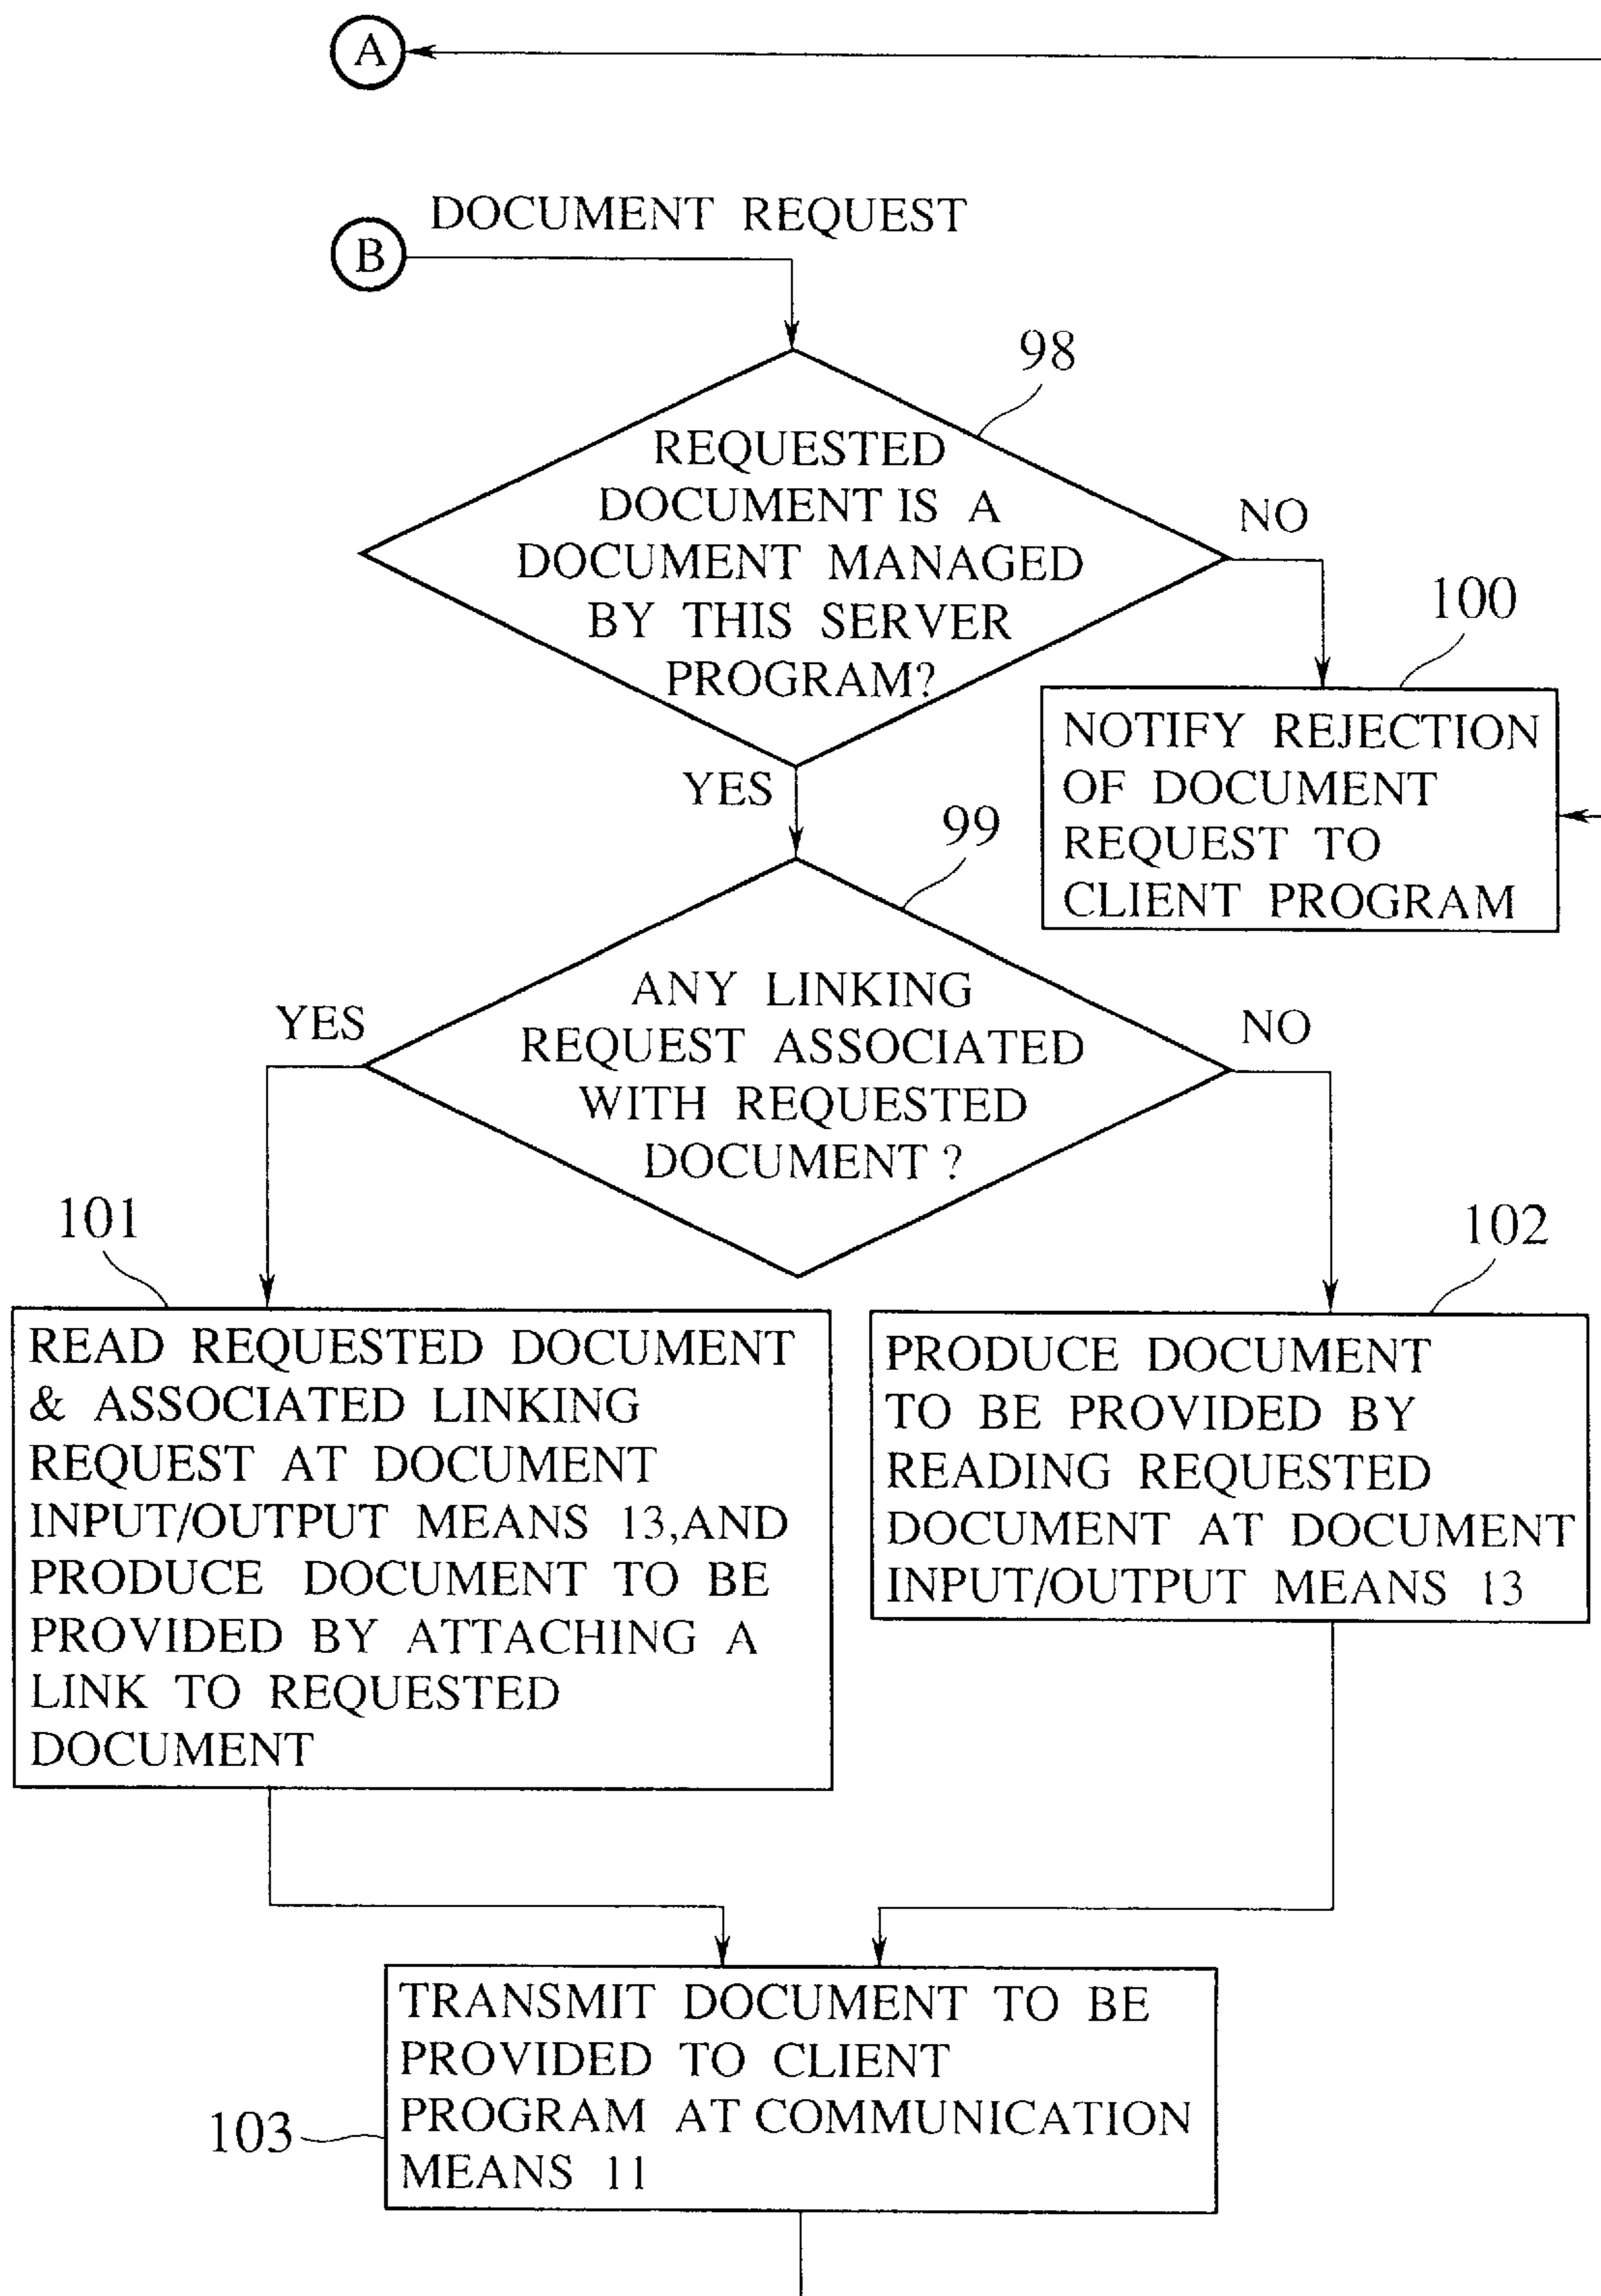 A
DOCUMENT REQUEST
B
98
REQUESTED
DOCUMENT IS A
DOCUMENT MANAGED
BY THIS SERVER
PROGRAM?
NO
100
NOTIFY REJECTION
OF DOCUMENT
REQUEST TO
CLIENT PROGRAM
YES
99
ANY LINKING
REQUEST ASSOCIATED
WITH REQUESTED
DOCUMENT ?
YES
NO
101
READ REQUESTED DOCUMENT
& ASSOCIATED LINKING
REQUEST AT DOCUMENT
INPUT/OUTPUT MEANS 13,AND
PRODUCE DOCUMENT TO BE
PROVIDED BY ATTACHING A
LINK TO REQUESTED
DOCUMENT
102
PRODUCE DOCUMENT
TO BE PROVIDED BY
READING REQUESTED
DOCUMENT AT DOCUMENT
INPUT/OUTPUT MEANS 13
103
TRANSMIT DOCUMENT TO BE
PROVIDED TO CLIENT
PROGRAM AT COMMUNICATION
MEANS 11